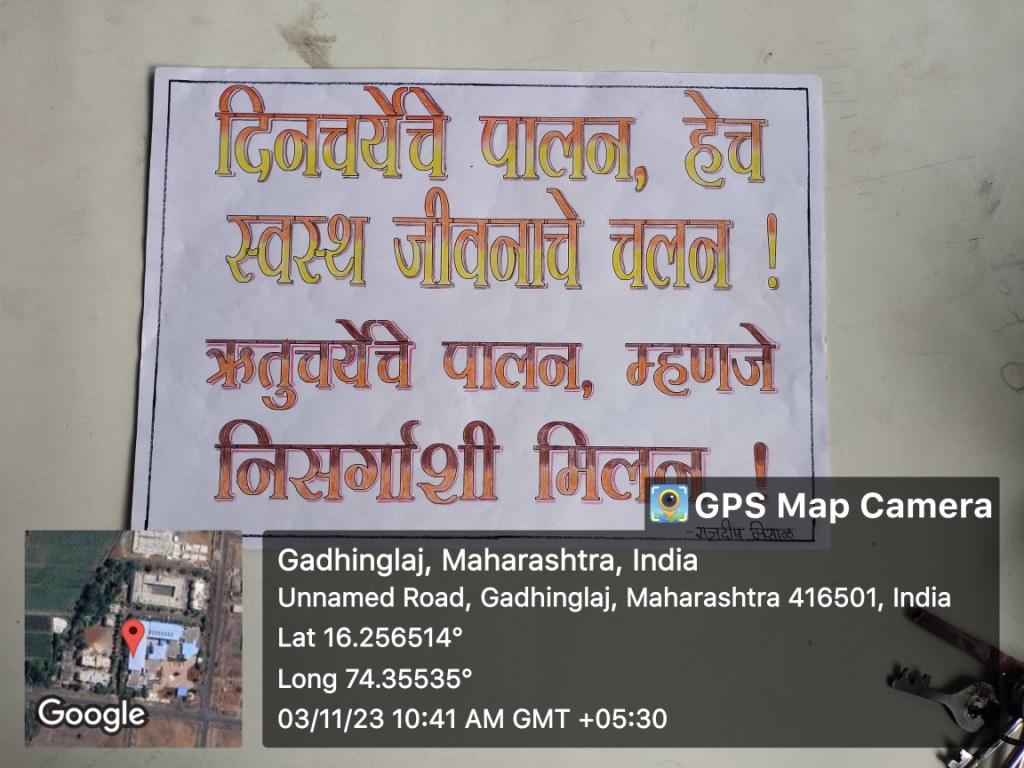 दिनचर्येचे पालन, हेच
स्वस्थ जीवनाचे चलन !
ऋतुचर्येचे पालन, म्हणजे
निसर्गाशी मिलन !
- राजदीप मिसाळ
GPS Map Camera
Gadhinglaj, Maharashtra, India
Unnamed Road, Gadhinglaj, Maharashtra 416501, India
Lat 16.256514°
Long 74.35535°
03/11/23 10:41 AM GMT +05:30
Google